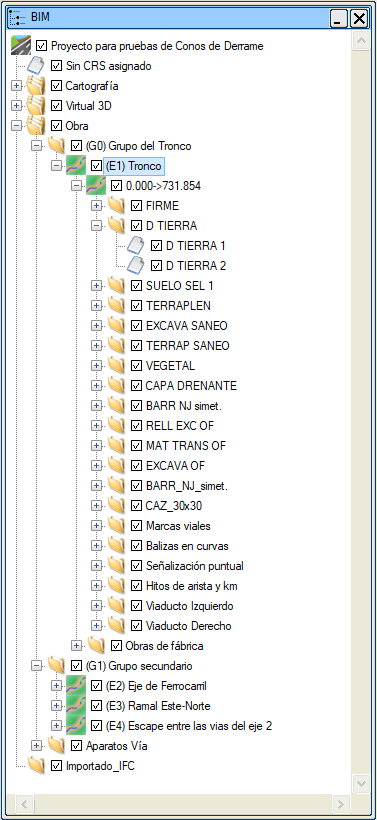 BIM
Proyecto para pruebas de Conos de Derrame
Sin CRS asignado
Cartografía
Virtual 3D
Obra
(G0) Grupo del Tronco
(E1) Tronco
0.000->731.854
FIRME
D TIERRA
D TIERRA 1
D TIERRA 2
SUELO SEL 1
TERRAPLEN
EXCAVA SANEO
TERRAP SANEO
VEGETAL
CAPA DRENANTE
BARR NJ simet.
RELL EXC OF
MAT TRANS OF
EXCAVA OF
BARR_NJ_simet.
CAZ_30x30
Marcas viales
Balizas en curvas
Señalización puntual
Hitos de arista y km
Viaducto Izquierdo
Viaducto Derecho
Obras de fábrica
(G1) Grupo secundario
(E2) Eje de Ferrocarril
(E3) Ramal Este-Norte
(E4) Escape entre las vias del eje 2
Aparatos Vía
Importado_IFC